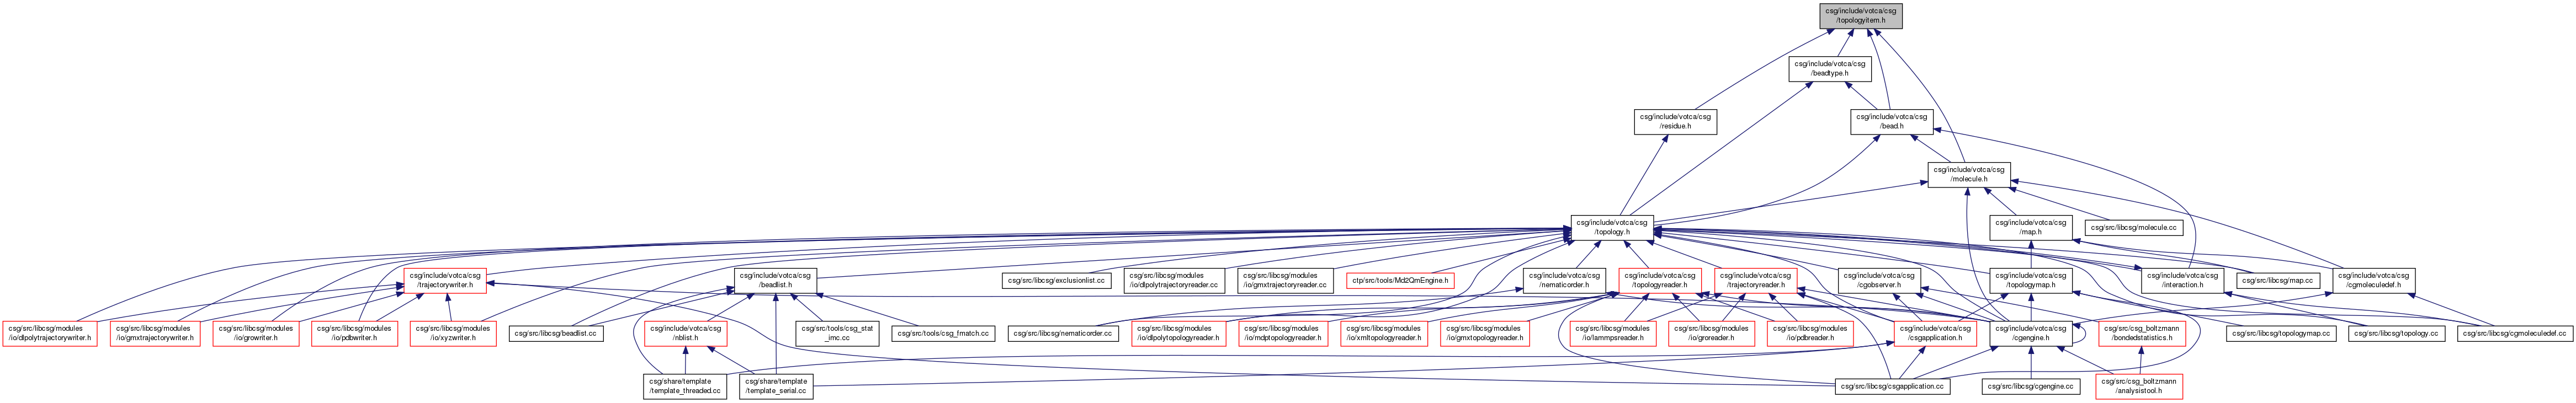 csg/include/votca/csg
/topologyitem.h
csg/include/votca/csg
/beadtype.h
csg/include/votca/csg
/residue.h
csg/include/votca/csg
/bead.h
csg/include/votca/csg
/molecule.h
csg/include/votca/csg
/topology.h
csg/include/votca/csg
/map.h
csg/src/libcsg/molecule.cc
csg/include/votca/csg
/trajectorywriter.h
csg/include/votca/csg
/beadlist.h
csg/src/libcsg/exclusionlist.cc
csg/src/libcsg/modules
/io/dlpolytrajectoryreader.cc
csg/src/libcsg/modules
/io/gmxtrajectoryreader.cc
ctp/src/tools/Md2QmEngine.h
csg/include/votca/csg
/nematicorder.h
csg/include/votca/csg
/topologyreader.h
csg/include/votca/csg
/trajectoryreader.h
csg/include/votca/csg
/cgobserver.h
csg/include/votca/csg
/topologymap.h
csg/include/votca/csg
/interaction.h
csg/src/libcsg/map.cc
csg/include/votca/csg
/cgmoleculedef.h
csg/src/libcsg/modules
/io/dlpolytrajectorywriter.h
csg/src/libcsg/modules
/io/gmxtrajectorywriter.h
csg/src/libcsg/modules
/io/growriter.h
csg/src/libcsg/modules
/io/pdbwriter.h
csg/src/libcsg/modules
/io/xyzwriter.h
csg/src/libcsg/beadlist.cc
csg/include/votca/csg
/nblist.h
csg/src/tools/csg_stat
_imc.cc
csg/src/tools/csg_fmatch.cc
csg/src/libcsg/nematicorder.cc
csg/src/libcsg/modules
/io/dlpolytopologyreader.h
csg/src/libcsg/modules
/io/mdptopologyreader.h
csg/src/libcsg/modules
/io/xmltopologyreader.h
csg/src/libcsg/modules
/io/gmxtopologyreader.h
csg/src/libcsg/modules
/io/lammpsreader.h
csg/src/libcsg/modules
/io/groreader.h
csg/src/libcsg/modules
/io/pdbreader.h
csg/include/votca/csg
/csgapplication.h
csg/include/votca/csg
/cgengine.h
csg/src/csg_boltzmann
/bondedstatistics.h
csg/src/libcsg/topologymap.cc
csg/src/libcsg/topology.cc
csg/src/libcsg/cgmoleculedef.cc
csg/share/template
/template_threaded.cc
csg/share/template
/template_serial.cc
csg/src/libcsg/csgapplication.cc
csg/src/libcsg/cgengine.cc
csg/src/csg_boltzmann
/analysistool.h